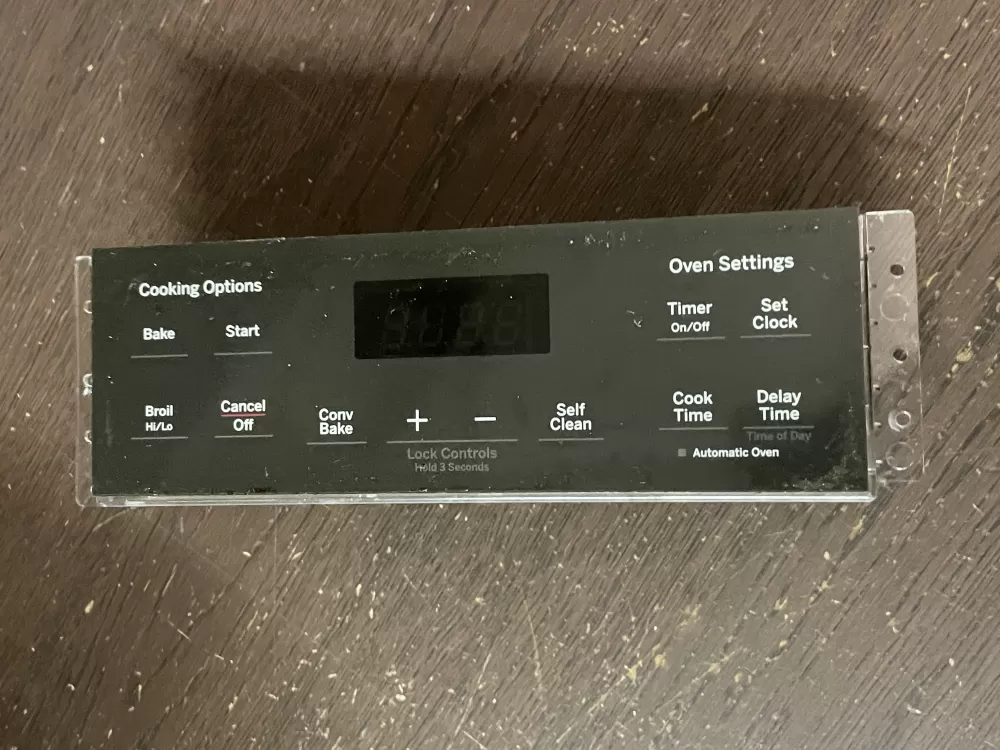 Cooking Options
Bake
Start
Broil
Hi/Lo
Cancel
Off
Conv
Bake
+
−
Lock Controls
Hold 3 Seconds
Self
Clean
Oven Settings
Timer
On/Off
Set
Clock
Cook
Time
Delay
Time
Time of Day
Automatic Oven